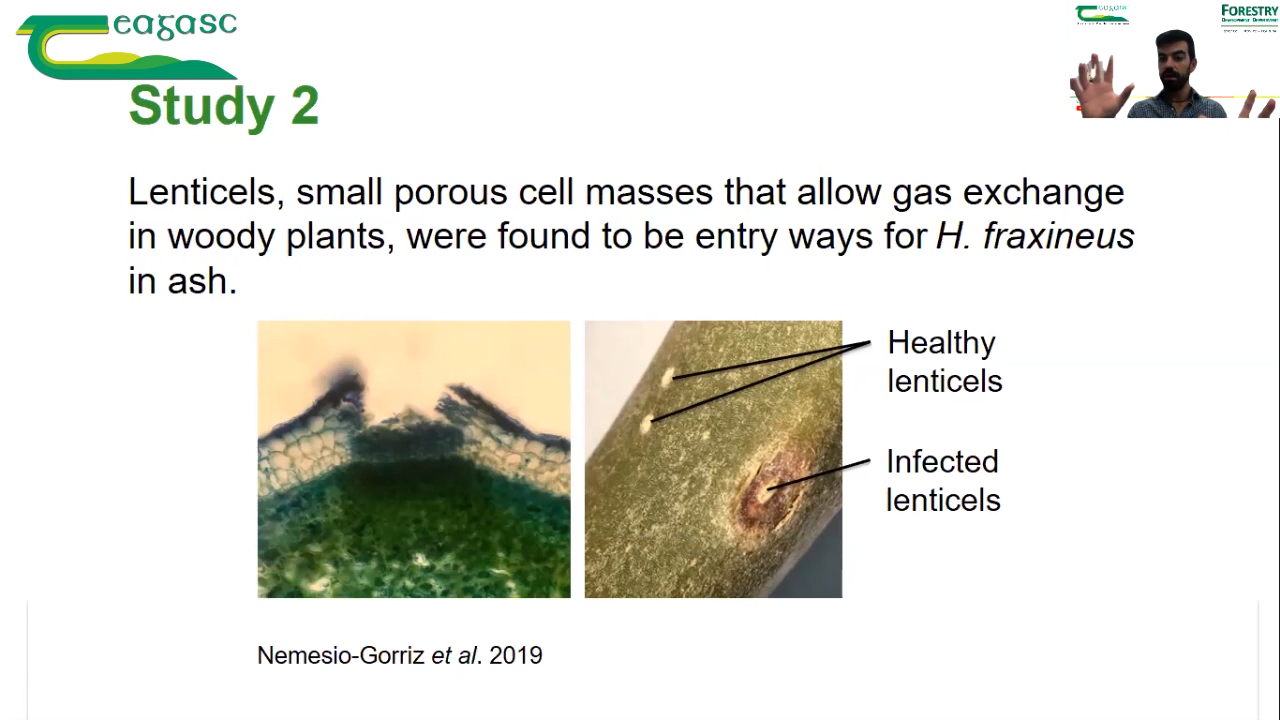 Teagasc
Study 2
Lenticels, small porous cell masses that allow gas exchange
in woody plants, were found to be entry ways for H. fraxineus
in ash.
Healthy
lenticels
Infected
lenticels
Nemesio-Gorriz et al. 2019
teagasc
FORESTRY